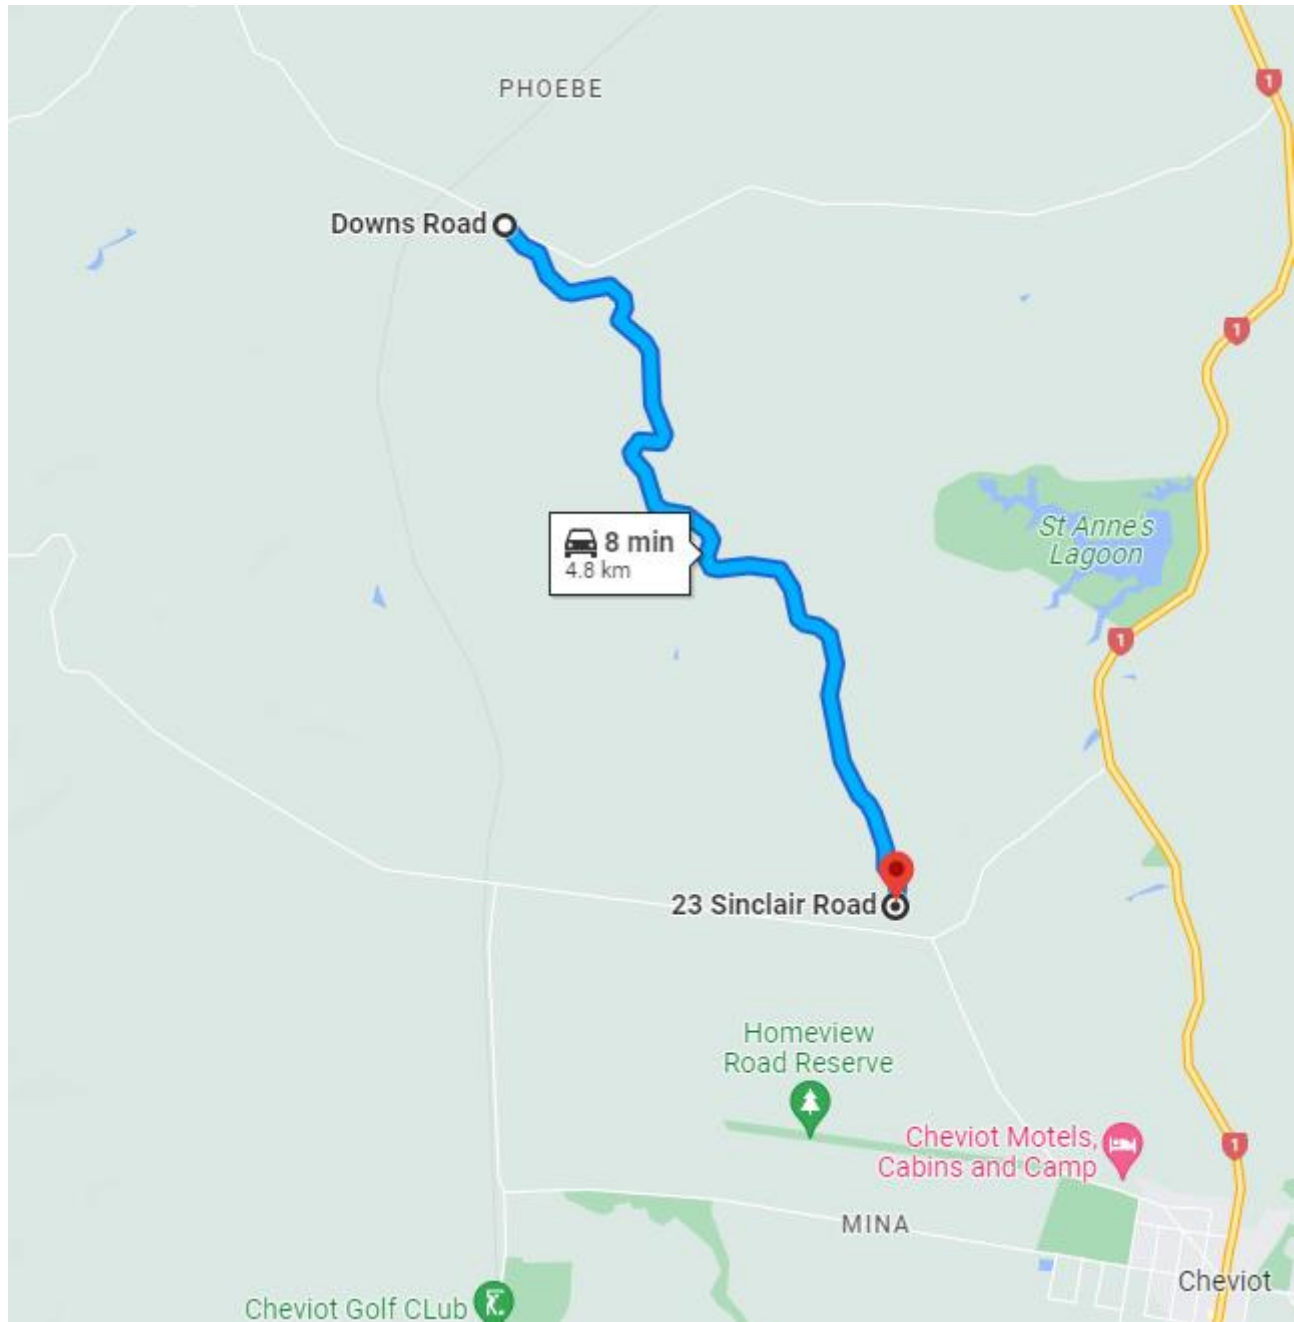 1
PHOEBE
Downs Road
1
St Anne's
Lagoon
8 min
4.8 km
1
23 Sinclair Road
Homeview
Road Reserve
Cheviot Motels,
Cabins and Camp
1
MINA
Cheviot
Cheviot Golf CLub